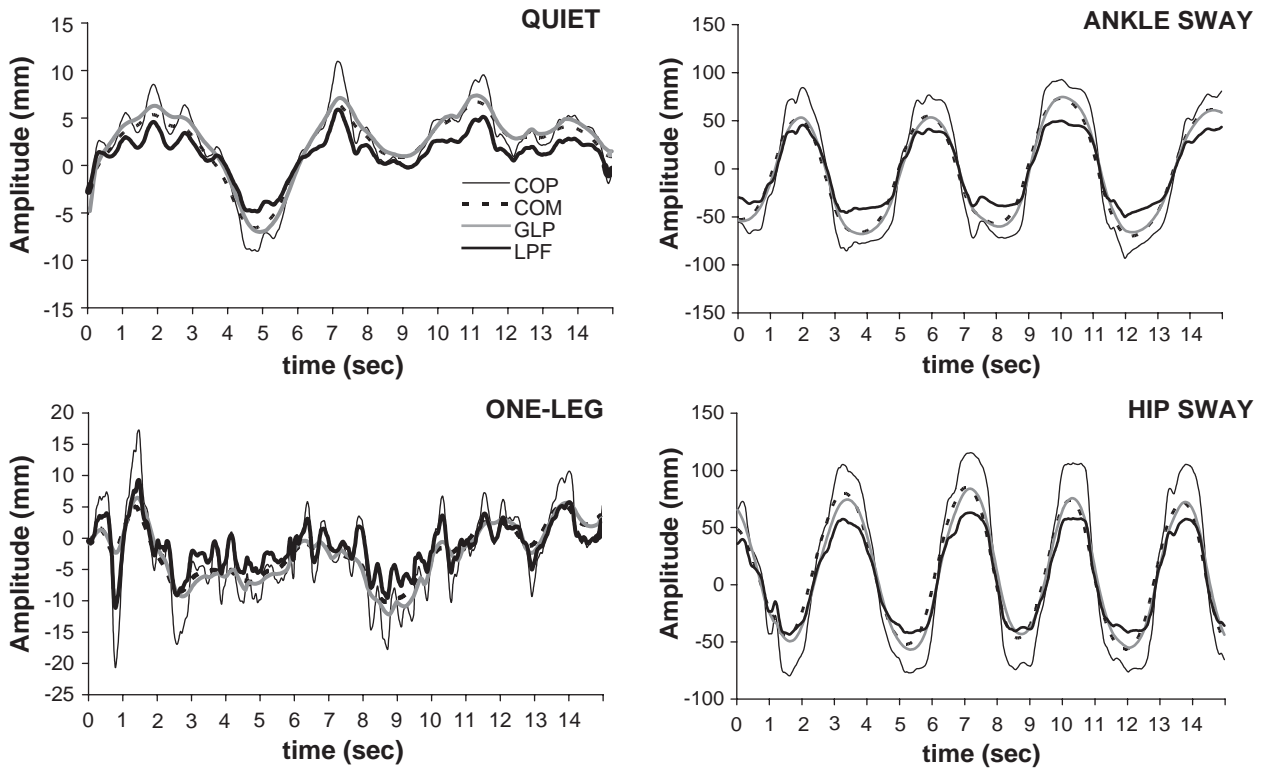 QUIET
Amplitude (mm)
15
10
5
0
-5
-10
-15
COP
COM
GLP
LPF
0 1 2 3 4 5 6 7 8 9 10 11 12 13 14
time (sec)
ANKLE SWAY
Amplitude (mm)
150
100
50
0
-50
-100
-150
0 1 2 3 4 5 6 7 8 9 10 11 12 13 14
time (sec)
ONE-LEG
Amplitude (mm)
20
15
10
5
0
-5
-10
-15
-20
-25
0 1 2 3 4 5 6 7 8 9 10 11 12 13 14
time (sec)
HIP SWAY
Amplitude (mm)
150
100
50
0
-50
-100
0 1 2 3 4 5 6 7 8 9 10 11 12 13 14
time (sec)